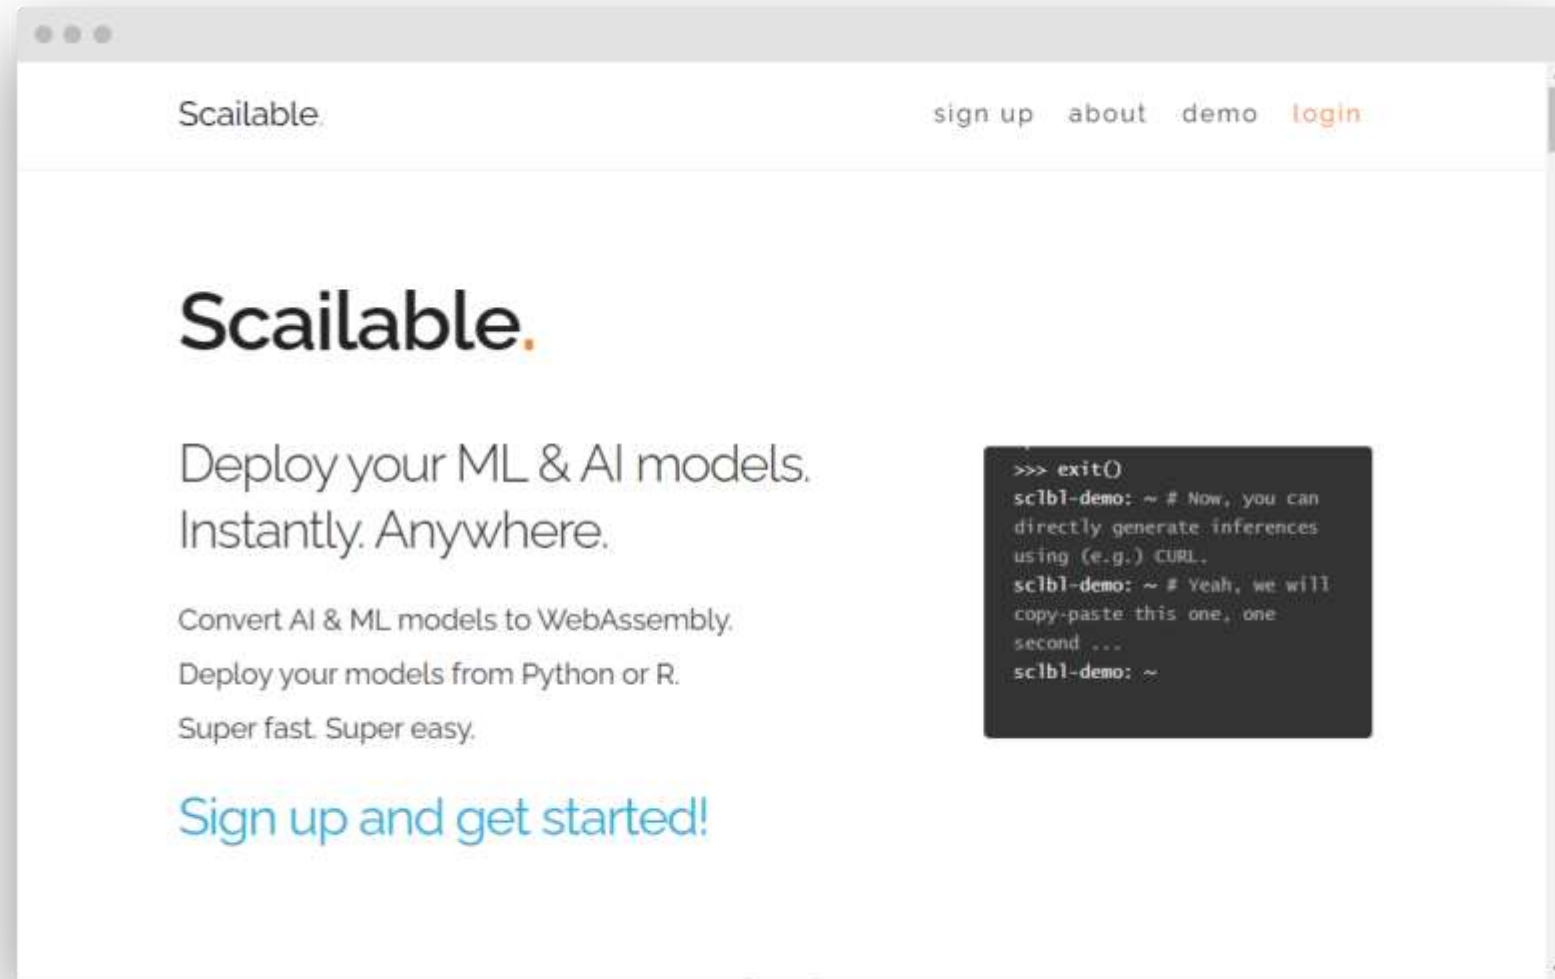 Scailable.
sign up about demo login
Scailable.
Deploy your ML & AI models.
Instantly. Anywhere.
Convert AI & ML models to WebAssembly.
Deploy your models from Python or R.
Super fast. Super easy.
Sign up and get started!
>>> exit()
sclbl-demo: ~ # Now, you can
directly generate inferences
using (e.g.) CURL.
sclbl-demo: ~ # Yeah, we will
copy-paste this one, one
second ...
sclbl-demo: ~